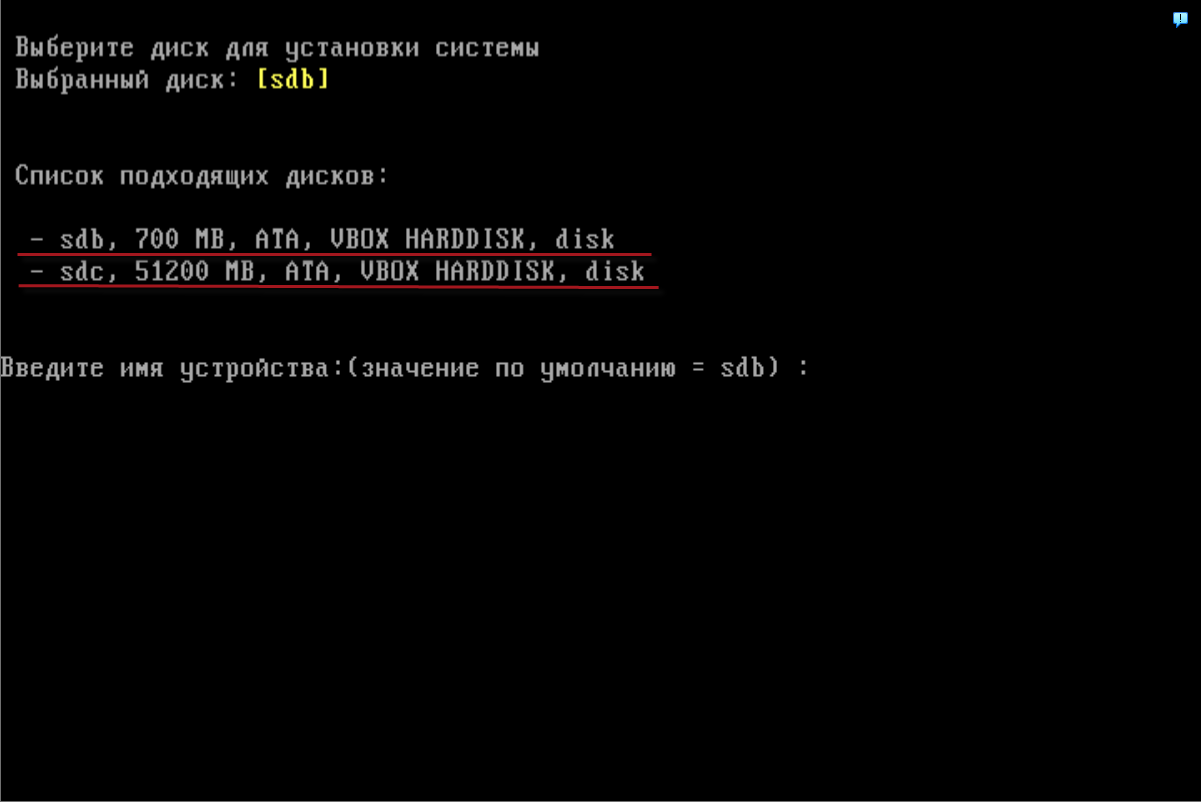 Выберите диск для установки системы
Выбранный диск: [sdb]
Список подходящих дисков:
- sdb, 700 MB, ATA, VBOX HARDDISK, disk
- sdc, 51200 MB, ATA, VBOX HARDDISK, disk
Введите имя устройства:(значение по умолчанию = sdb) :